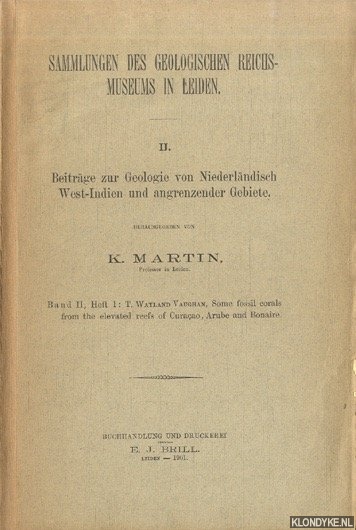 SAMMLUNGEN DES GEOLOGISCHEN REICHS-
MUSEUMS IN LEIDEN.
II.
Beiträge zur Geologie von Niederländisch
West-Indien und angrenzender Gebiete.
HERAUSGEGEBEN VON
K. MARTIN,
Professor in Leiden.
Band II, Heft 1: T. WAYLAND VAUGHAN, Some fossil corals
from the elevated reefs of Curaçao, Arube and Bonaire.
BUCHHANDLUNG UND DRUCKEREI
E. J. BRILL.
LEIDEN — 1901.
KLONDYKE.NL